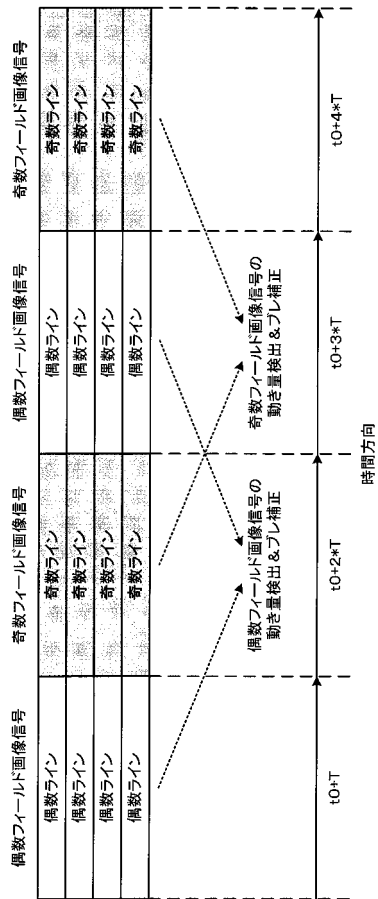 偶数フィールド画像信号
奇数フィールド画像信号
偶数フィールド画像信号
奇数フィールド画像信号
偶数ライン
奇数ライン
偶数ライン
奇数ライン
偶数ライン
奇数ライン
偶数ライン
奇数ライン
偶数ライン
奇数ライン
偶数ライン
奇数ライン
偶数ライン
奇数ライン
偶数ライン
奇数ライン
偶数フィールド画像信号の
動き量検出&ブレ補正
奇数フィールド画像信号の
動き量検出&ブレ補正
t0+T
t0+2*T
t0+3*T
t0+4*T
時間方向